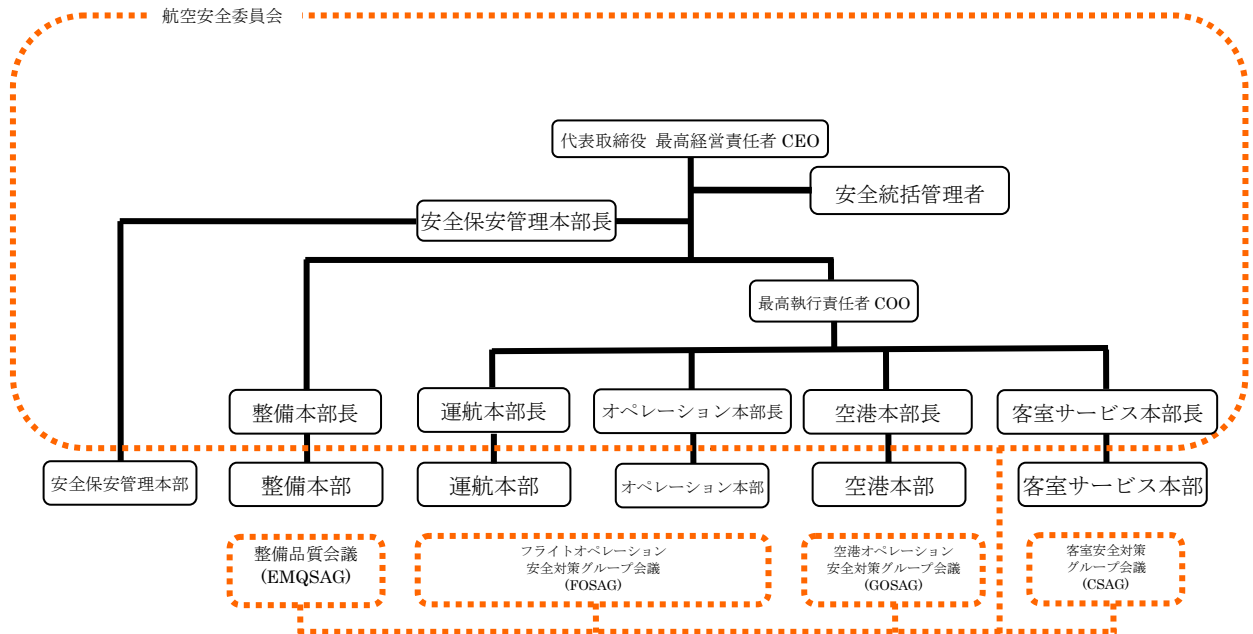 航空安全委員会
代表取締役 最高経営責任者 CEO
安全統括管理者
安全保安管理本部長
最高執行責任者 COO
整備本部長
運航本部長
オペレーション本部長
空港本部長
客室サービス本部長
安全保安管理本部
整備本部
運航本部
オペレーション本部
空港本部
客室サービス本部
整備品質会議
(EMQSAG)
フライトオペレーション
安全対策グループ会議
(FOSAG)
空港オペレーション
安全対策グループ会議
(GOSAG)
客室安全対策
グループ会議
(CSAG)